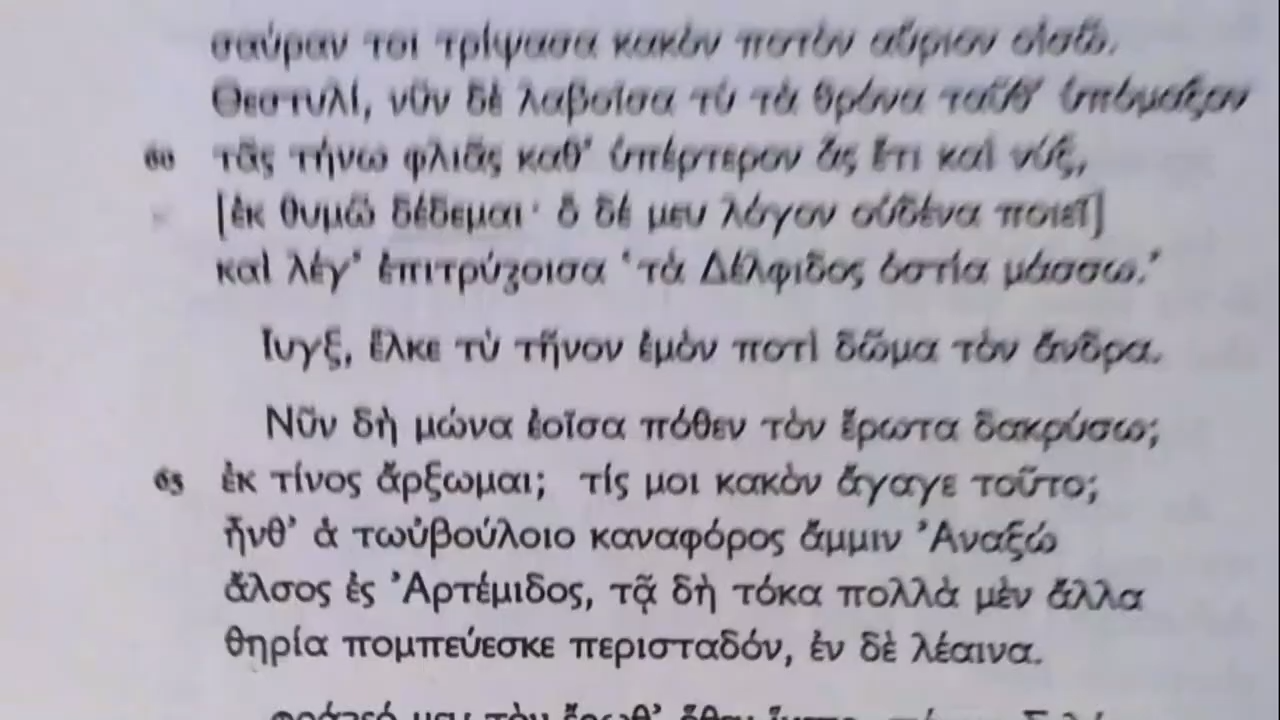 σαύραν τοι τρίψασα κακὸν ποτὸν αὔριον οἰσῶ.
Θεστυλί, νῦν δὲ λαβοῖσα τὺ τὰ θρόνα ταῦθ’ ὑπόμαξον
60 τᾶς τήνω φλιᾶς καθ’ ὑπέρτερον ἇς ἔτι καὶ νύξ,
[ἐκ θυμῶ δέδεμαι· ὃ δέ μευ λόγον οὐδένα ποιεῖ]
καὶ λέγ’ ἐπιτρύζοισα ‘τὰ Δέλφιδος ὀστία μάσσω.’
Ἶυγξ, ἕλκε τὺ τῆνον ἐμὸν ποτὶ δῶμα τὸν ἄνδρα.
Νῦν δὴ μώνα ἐοῖσα πόθεν τὸν ἔρωτα δακρύσω;
65 ἐκ τίνος ἄρξωμαι; τίς μοι κακὸν ἄγαγε τοῦτο;
ἦνθ’ ἁ τωὐβούλοιο καναφόρος ἄμμιν Ἀναξώ
ἄλσος ἐς Ἀρτέμιδος, τᾷ δὴ τόκα πολλὰ μὲν ἄλλα
θηρία πομπεύεσκε περισταδόν, ἐν δὲ λέαινα.